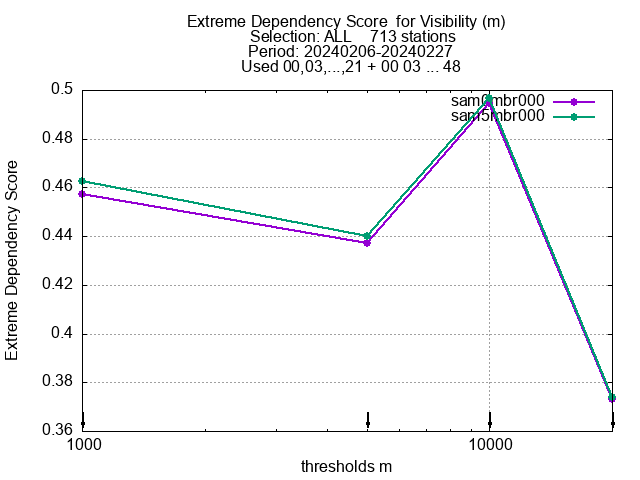 Extreme Dependency Score for Visibility (m)
Selection: ALL 713 stations
Period: 20240206-20240227
Used 00,03,...,21 + 00 03 ... 48
0.5
0.48
0.46
0.44
0.42
0.4
0.38
0.36
Extreme Dependency Score
1000
10000
thresholds m